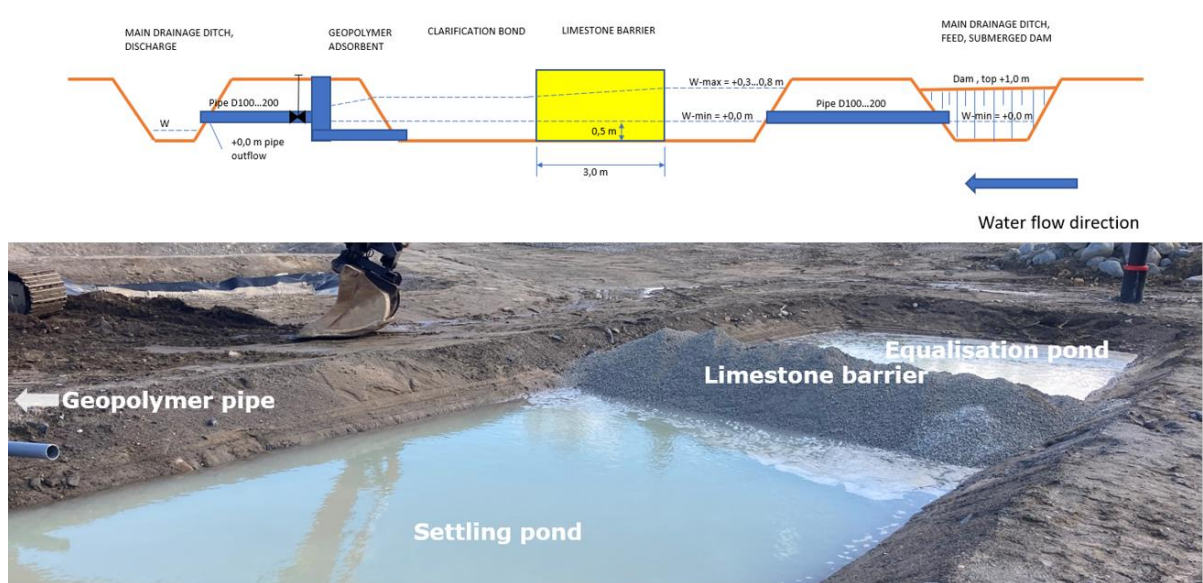 MAIN DRAINAGE DITCH,
DISCHARGE
GEOPOLYMER
ADSORBENT
CLARIFICATION BOND
LIMESTONE BARRIER
MAIN DRAINAGE DITCH,
FEED, SUBMERGED DAM
W-max = +0,3...0,8 m
Dam , top +1,0 m
Pipe D100...200
Pipe D100...200
W
W-min = +0,0 m
W-min = +0,0 m
0,5 m
+0,0 m pipe
outflow
3,0 m
Water flow direction
Equalisation pond
Limestone barrier
Geopolymer pipe
Settling pond